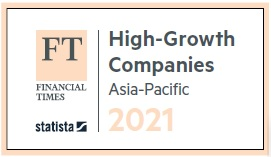 FT
FINANCIAL
TIMES
statista
High-Growth
Companies
Asia-Pacific
2021